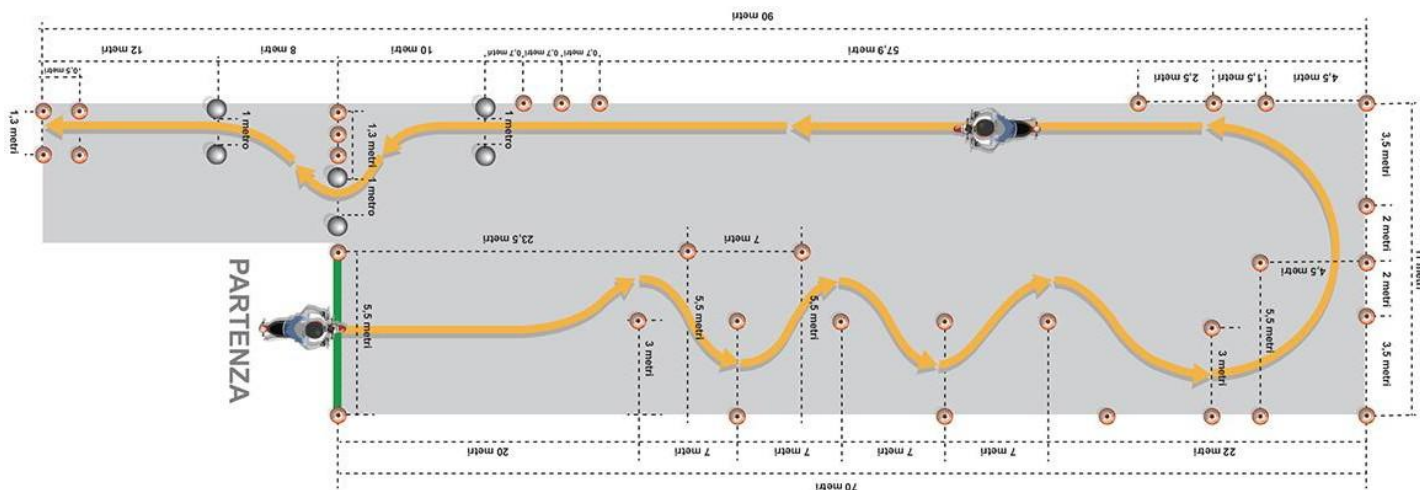 90 metri
12 metri
8 metri
10 metri
0,7 metri
0,7 metri
0,7 metri
57,9 metri
2,5 metri
1,5 metri
4,5 metri
0,5 metri
1,3 metri
1 metro
1,3 metri
1 metro
1 metro
3,5 metri
2 metri
11 metri
2 metri
3,5 metri
23,5 metri
7 metri
4,5 metri
PARTENZA
5,5 metri
5,5 metri
5,5 metri
5,5 metri
3 metri
3 metri
20 metri
7 metri
7 metri
7 metri
7 metri
22 metri
70 metri